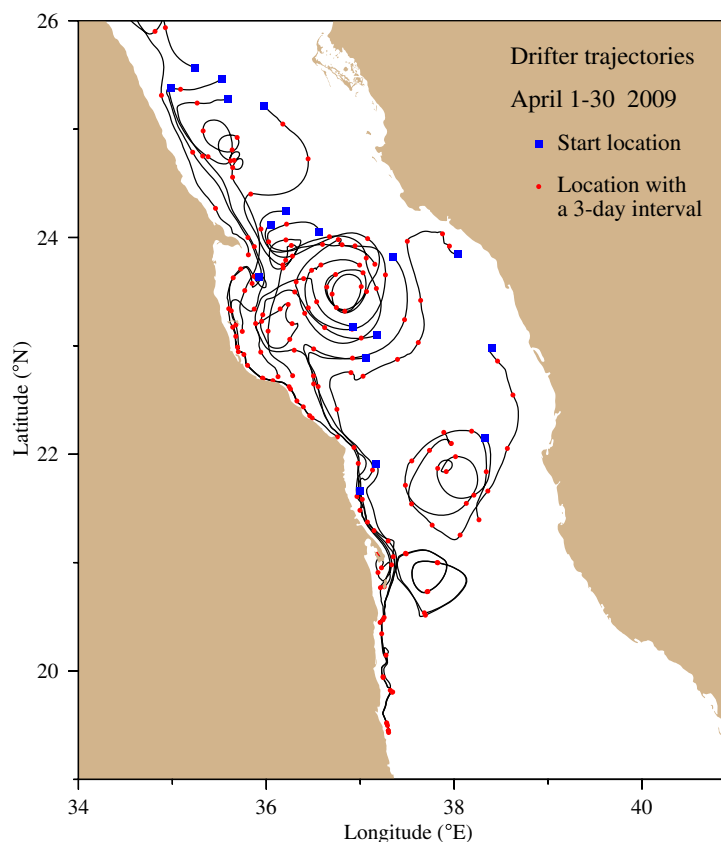 26
24
22
20
34
36
38
40
Latitude (°N)
Longitude (°E)
Drifter trajectories
April 1-30 2009
Start location
Location with
a 3-day interval